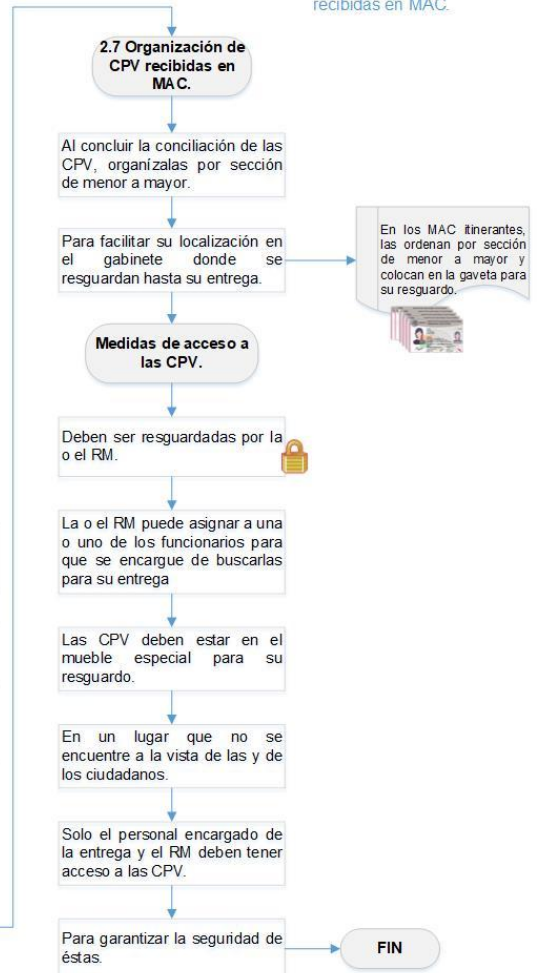 recibidas en MAC.
2.7 Organización de
CPV recibidas en
MAC.
Al concluir la conciliación de las
CPV, organízalas por sección
de menor a mayor.
Para facilitar su localización en
el gabinete donde se
resguardan hasta su entrega.
En los MAC itinerantes,
las ordenan por sección
de menor a mayor y
colocan en la gaveta para
su resguardo.
Medidas de acceso a
las CPV.
Deben ser resguardadas por la
o el RM.
La o el RM puede asignar a una
o uno de los funcionarios para
que se encargue de buscarlas
para su entrega
Las CPV deben estar en el
mueble especial para su
resguardo.
En un lugar que no se
encuentre a la vista de las y de
los ciudadanos.
Solo el personal encargado de
la entrega y el RM deben tener
acceso a las CPV.
Para garantizar la seguridad de
éstas.
FIN